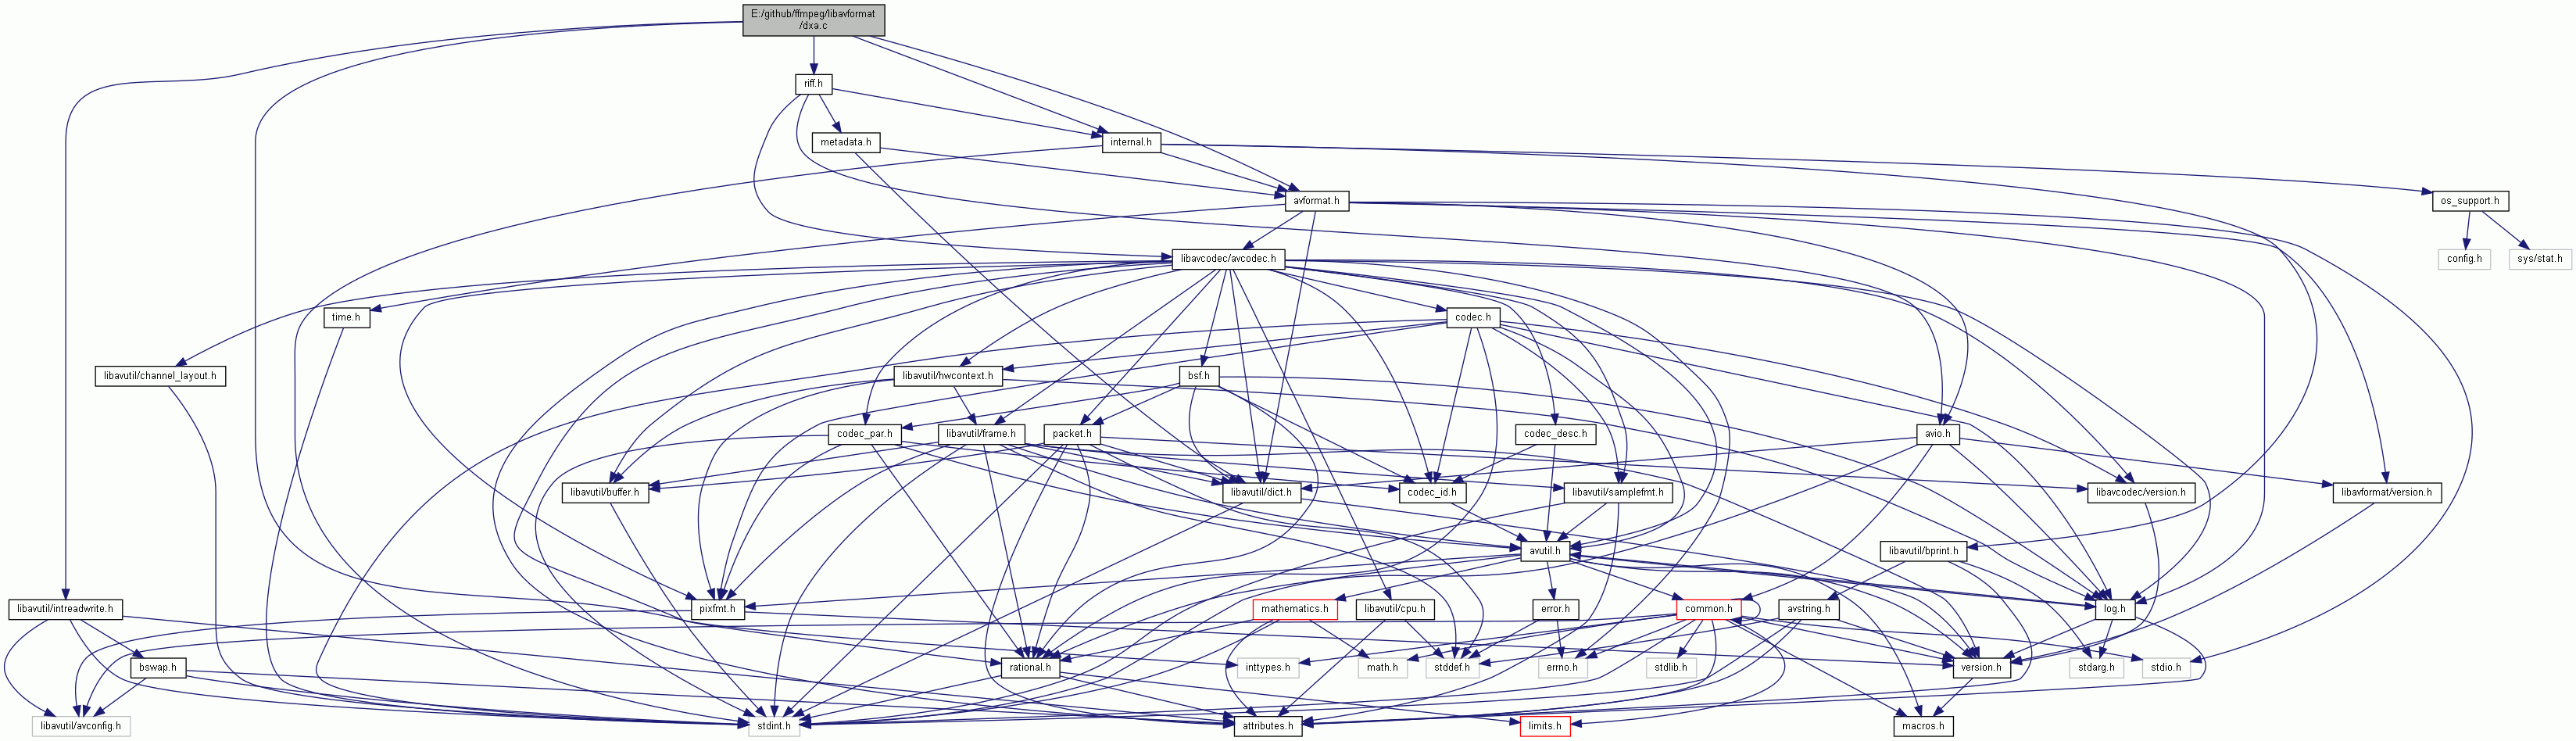 E:/github/ffmpeg/libavformat
/dxa.c
riff.h
metadata.h
internal.h
avformat.h
os_support.h
libavcodec/avcodec.h
config.h
sys/stat.h
time.h
codec.h
libavutil/channel_layout.h
libavutil/hwcontext.h
bsf.h
codec_par.h
libavutil/frame.h
packet.h
codec_desc.h
avio.h
libavutil/buffer.h
libavutil/dict.h
codec_id.h
libavutil/samplefmt.h
libavcodec/version.h
libavformat/version.h
avutil.h
libavutil/bprint.h
libavutil/intreadwrite.h
pixfmt.h
mathematics.h
libavutil/cpu.h
error.h
common.h
avstring.h
log.h
bswap.h
rational.h
inttypes.h
math.h
stddef.h
errno.h
stdlib.h
version.h
stdarg.h
stdio.h
libavutil/avconfig.h
stdint.h
attributes.h
limits.h
macros.h